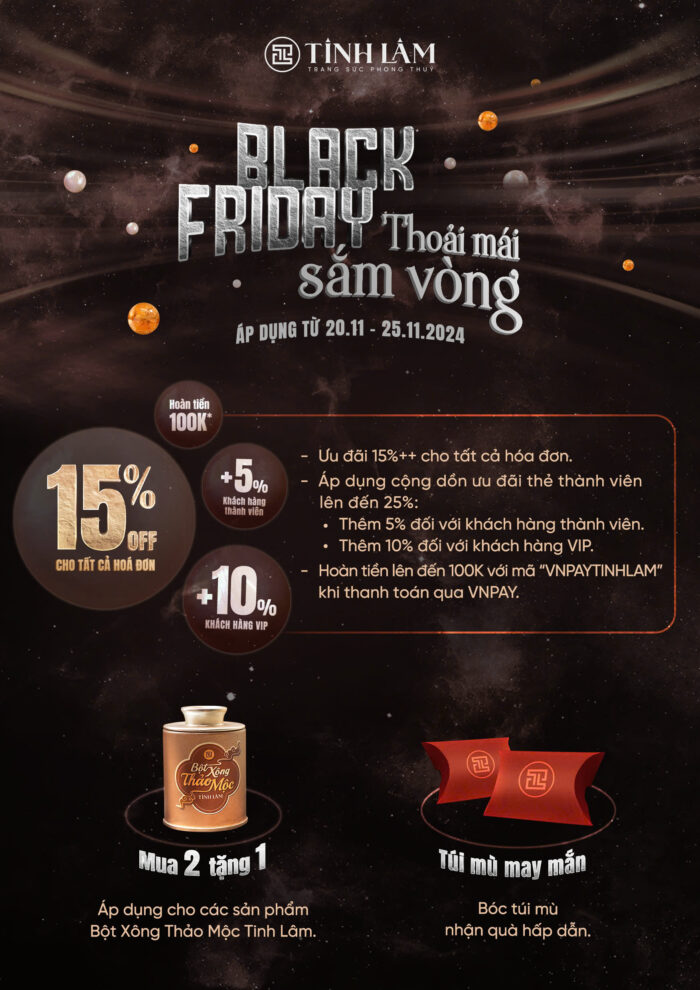 TĨNH LÂM
TRANG SỨC PHONG THUỶ
BLACK
FRIDAY Thoải mái
sắm vòng
ÁP DỤNG TỪ 20.11 - 25.11.2024
Hoàn tiền
100K*
15%
OFF
CHO TẤT CẢ HOÁ ĐƠN
+5%
Khách hàng
thành viên
+10%
KHÁCH HÀNG VIP
- Ưu đãi 15%++ cho tất cả hóa đơn.
- Áp dụng cộng dồn ưu đãi thẻ thành viên
lên đến 25%:
• Thêm 5% đối với khách hàng thành viên.
• Thêm 10% đối với khách hàng VIP.
- Hoàn tiền lên đến 100K với mã “VNPAYTINHLAM”
khi thanh toán qua VNPAY.
Bột Xông
Thảo Mộc
TĨNH LÂM
Mua 2 tặng 1
Áp dụng cho các sản phẩm
Bột Xông Thảo Mộc Tinh Lâm.
Túi mù may mắn
Bóc túi mù
nhận quà hấp dẫn.